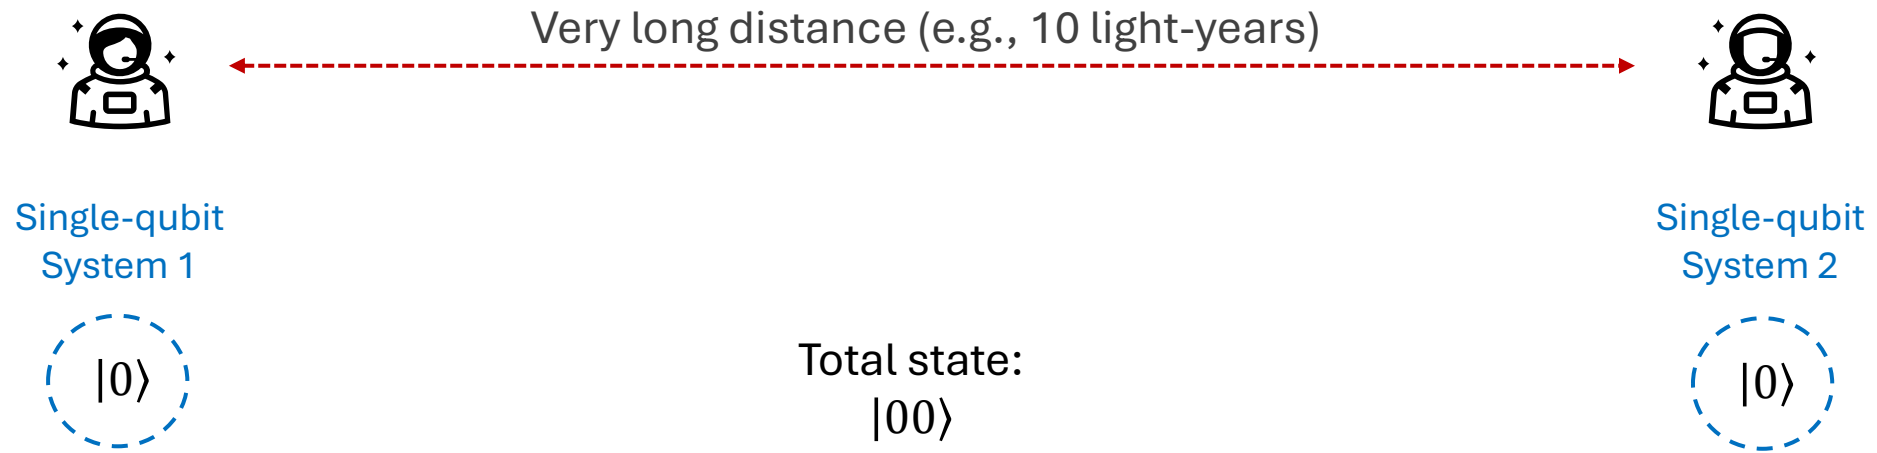 Very long distance (e.g., 10 light-years)
Single-qubit
System 1
Single-qubit
System 2
|0⟩
Total state:
|00⟩
|0⟩